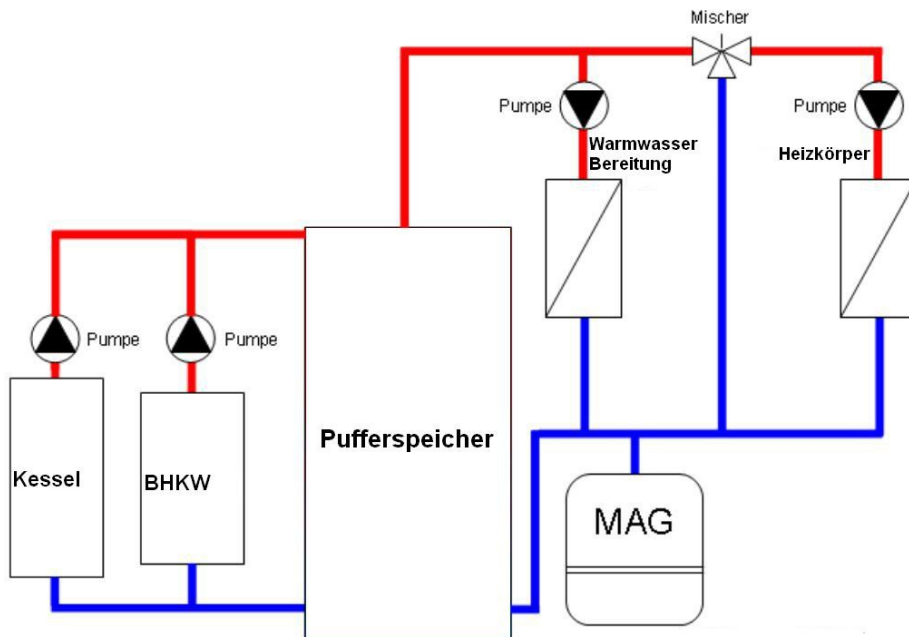 Mischer
Pumpe
Pumpe
Warmwasser
Bereitung
Heizkörper
Pumpe
Pumpe
Pufferspeicher
Kessel
BHKW
MAG